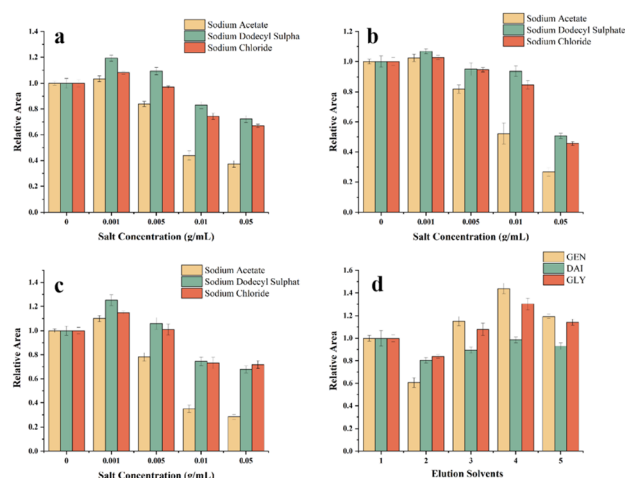 a
Sodium Acetate
Sodium Dodecyl Sulpha
Sodium Chloride
Relative Area
1.4
1.2
1.0
0.8
0.6
0.4
0.2
0.0
0
0.001
0.005
0.01
0.05
Salt Concentration (g/mL)
b
Sodium Acetate
Sodium Dodecyl Sulphate
Sodium Chloride
Relative Area
1.2
1.0
0.8
0.6
0.4
0.2
0.0
0
0.001
0.005
0.01
0.05
Salt Concentration (g/mL)
c
Sodium Acetate
Sodium Dodecyl Sulphat
Sodium Chloride
Relative Area
1.4
1.2
1.0
0.8
0.6
0.4
0.2
0.0
0
0.001
0.005
0.01
0.05
Salt Concentration (g/mL)
d
GEN
DAI
GLY
Relative Area
1.6
1.4
1.2
1.0
0.8
0.6
0.4
0.2
0.0
1
2
3
4
5
Elution Solvents